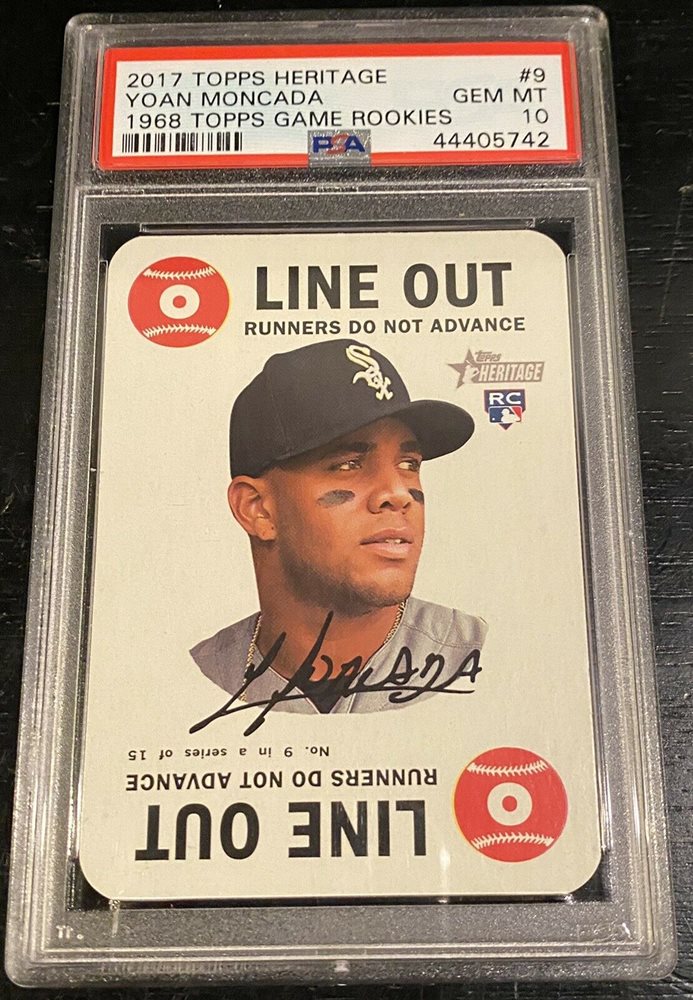 2017 TOPPS HERITAGE #9
YOAN MONCADA GEM MT
1968 TOPPS GAME ROOKIES 10
PSA 44405742
O
LINE OUT
RUNNERS DO NOT ADVANCE
Sox
Topps
HERITAGE
RC
Y Moncada
No. 9 in a series of 15
RUNNERS DO NOT ADVANCE
LINE OUT
O